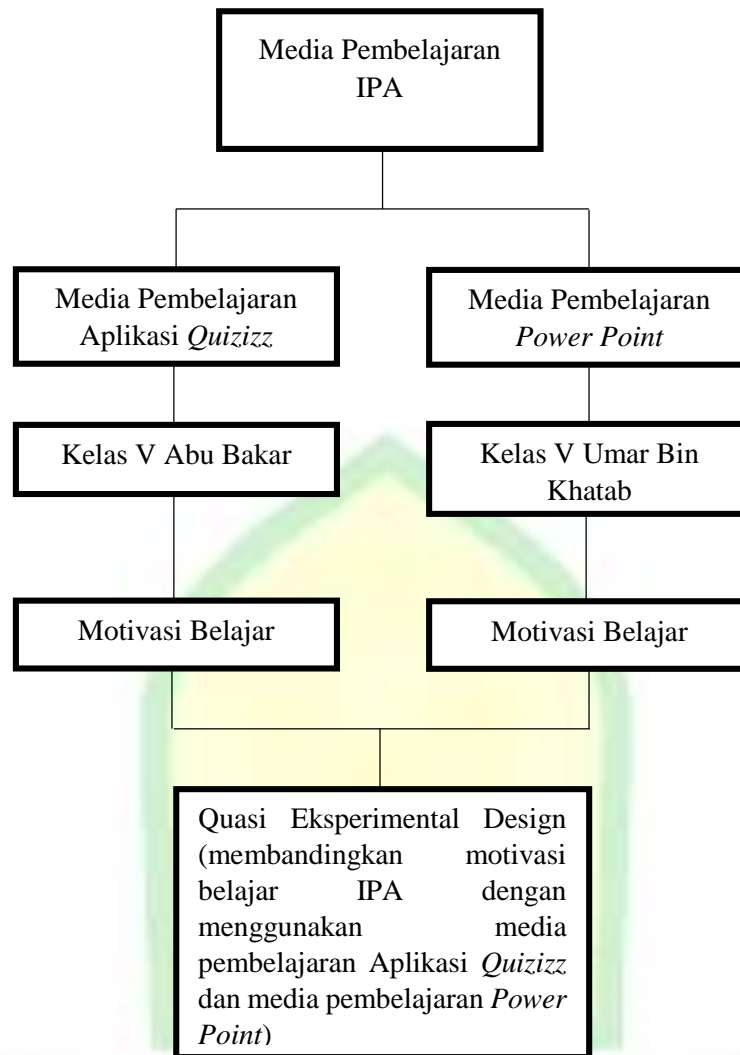 Media Pembelajaran
IPA
Media Pembelajaran
Aplikasi Quizizz
Media Pembelajaran
Power Point
Kelas V Abu Bakar
Kelas V Umar Bin
Khatab
Motivasi Belajar
Motivasi Belajar
Quasi Eksperimental Design
(membandingkan motivasi
belajar IPA dengan
menggunakan media
pembelajaran Aplikasi Quizizz
dan media pembelajaran Power
Point)